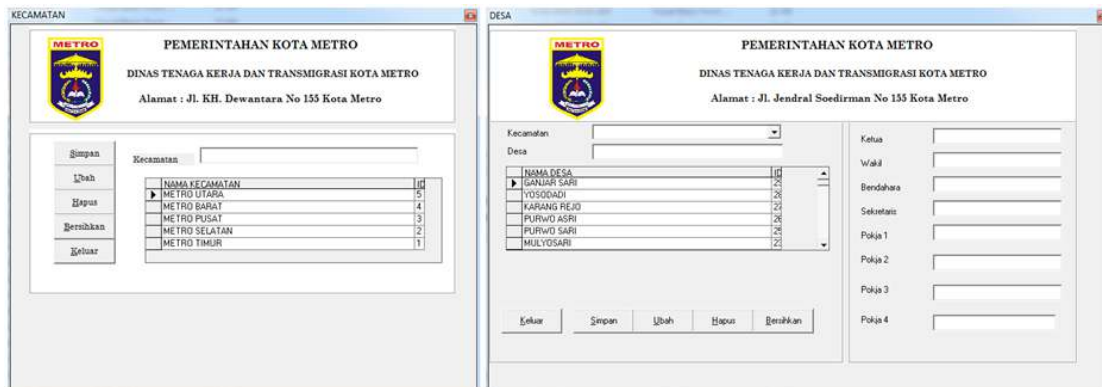 KECAMATAN
METRO
PEMERINTAHAN KOTA METRO
DINAS TENAGA KERJA DAN TRANSMIGRASI KOTA METRO
Alamat : Jl. KH. Dewantara No 155 Kota Metro
Simpan
Ubah
Hapus
Bersihkan
Keluar
Kecamatan
NAMA KECAMATAN ID
METRO UTARA 5
METRO BARAT 4
METRO PUSAT 3
METRO SELATAN 2
METRO TIMUR 1
DESA
METRO
PEMERINTAHAN KOTA METRO
DINAS TENAGA KERJA DAN TRANSMIGRASI KOTA METRO
Alamat : Jl. Jendral Soedirman No 155 Kota Metro
Kecamatan
Desa
NAMA DESA ID
GANJAR SARI
YOSODADI
KARANG REJO
PURWO ASRI
PURWO SARI
MULYOSARI
Keluar Simpan Ubah Hapus Bersihkan
Ketua
Wakil
Bendahara
Sekretaris
Pokja 1
Pokja 2
Pokja 3
Pokja 4